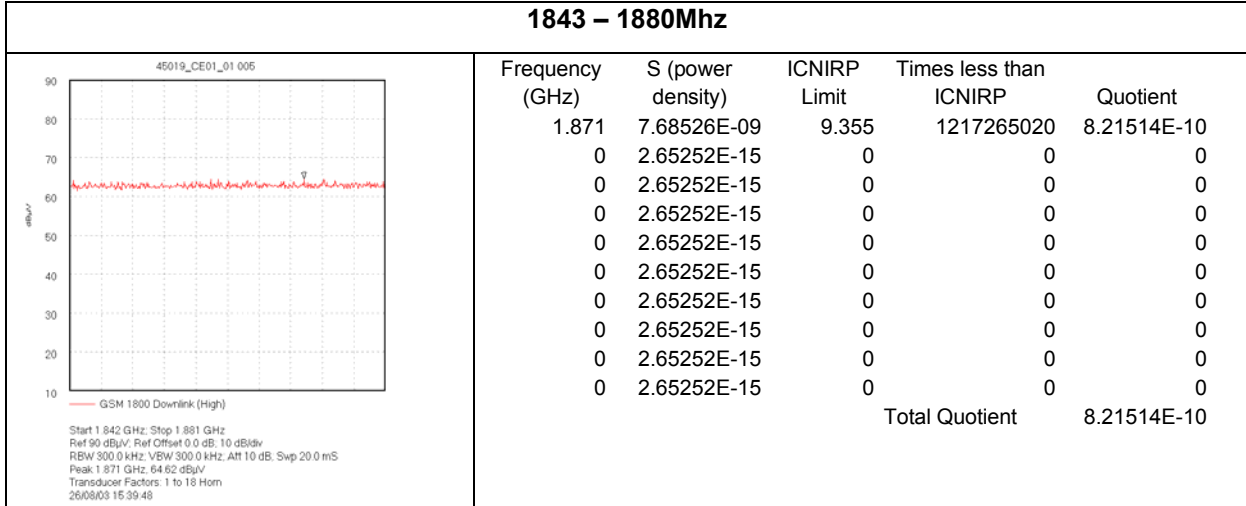 1843 – 1880Mhz
45019_CE01_01 005
90
80
70
60
50
40
30
20
10
dBµV
GSM 1800 Downlink (High)
Start 1.842 GHz; Stop 1.881 GHz
Ref 90 dBµV; Ref Offset 0.0 dB; 10 dB/div
RBW 300.0 kHz; VBW 300.0 kHz; Att 10 dB; Swp 20.0 mS
Peak 1.871 GHz, 64.62 dBµV
Transducer Factors: 1 to 18 Horn
26/08/03 15:39:48
Frequency S (power ICNIRP Times less than
(GHz) density) Limit ICNIRP Quotient
1.871 7.68526E-09 9.355 1217265020 8.21514E-10
0 2.65252E-15 0 0 0
0 2.65252E-15 0 0 0
0 2.65252E-15 0 0 0
0 2.65252E-15 0 0 0
0 2.65252E-15 0 0 0
0 2.65252E-15 0 0 0
0 2.65252E-15 0 0 0
0 2.65252E-15 0 0 0
0 2.65252E-15 0 0 0
Total Quotient 8.21514E-10